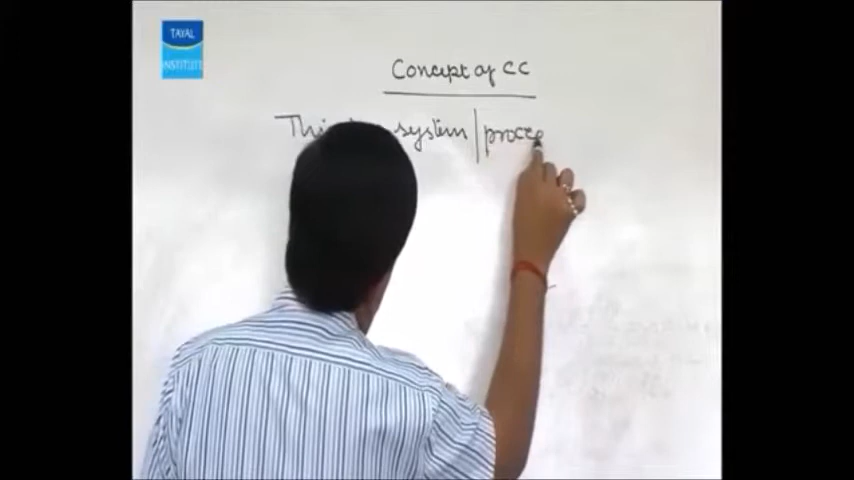 TAYAL
INSTITUTE
Concept of CC
system | proce